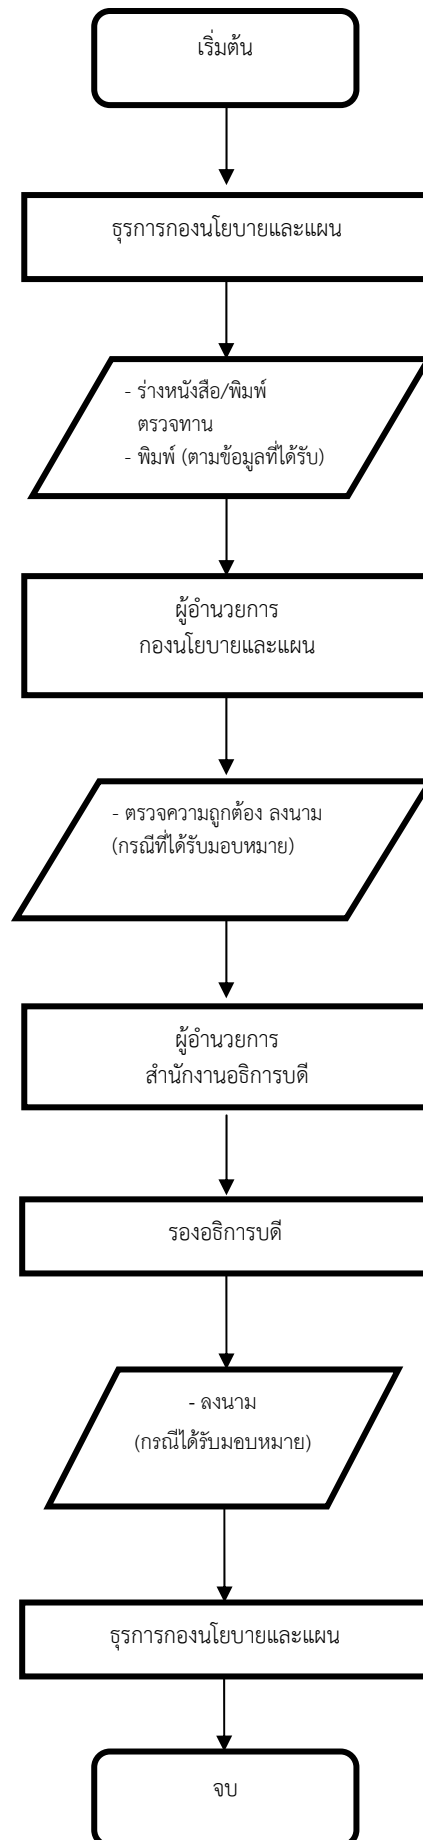 เริ่มต้น
ธุรการกองนโยบายและแผน
- ร่างหนังสือ/พิมพ์
ตรวจทาน
- พิมพ์ (ตามข้อมูลที่ได้รับ)
ผู้อำนวยการ
กองนโยบายและแผน
- ตรวจความถูกต้อง ลงนาม
(กรณีที่ได้รับมอบหมาย)
ผู้อำนวยการ
สำนักงานอธิการบดี
รองอธิการบดี
- ลงนาม
(กรณีได้รับมอบหมาย)
ธุรการกองนโยบายและแผน
จบ